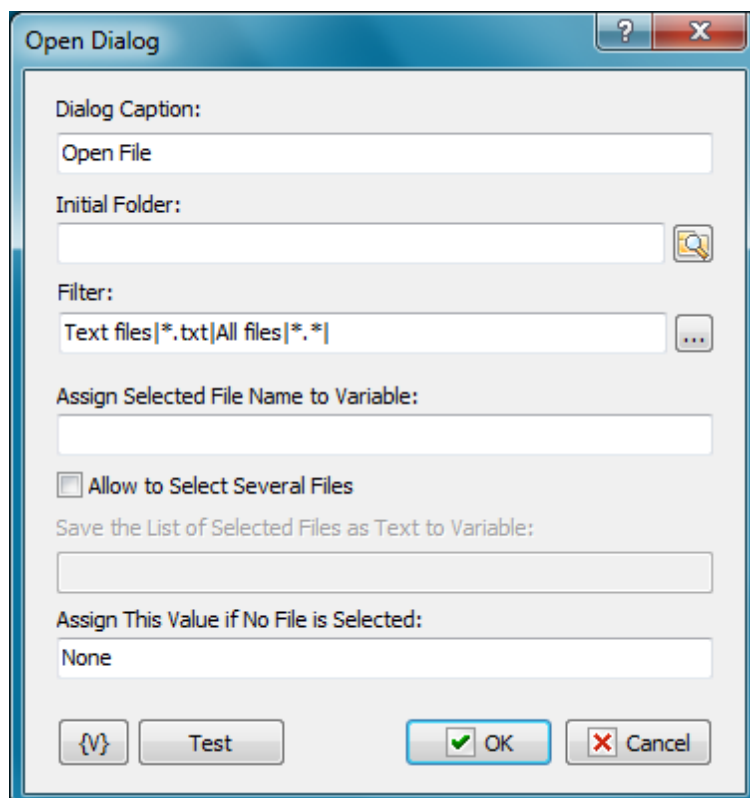 Open Dialog
?
X
Dialog Caption:
Open File
Initial Folder:
Filter:
Text files|*.txt|All files|*.*|
...
Assign Selected File Name to Variable:
Allow to Select Several Files
Save the List of Selected Files as Text to Variable:
Assign This Value if No File is Selected:
None
{V} Test OK Cancel